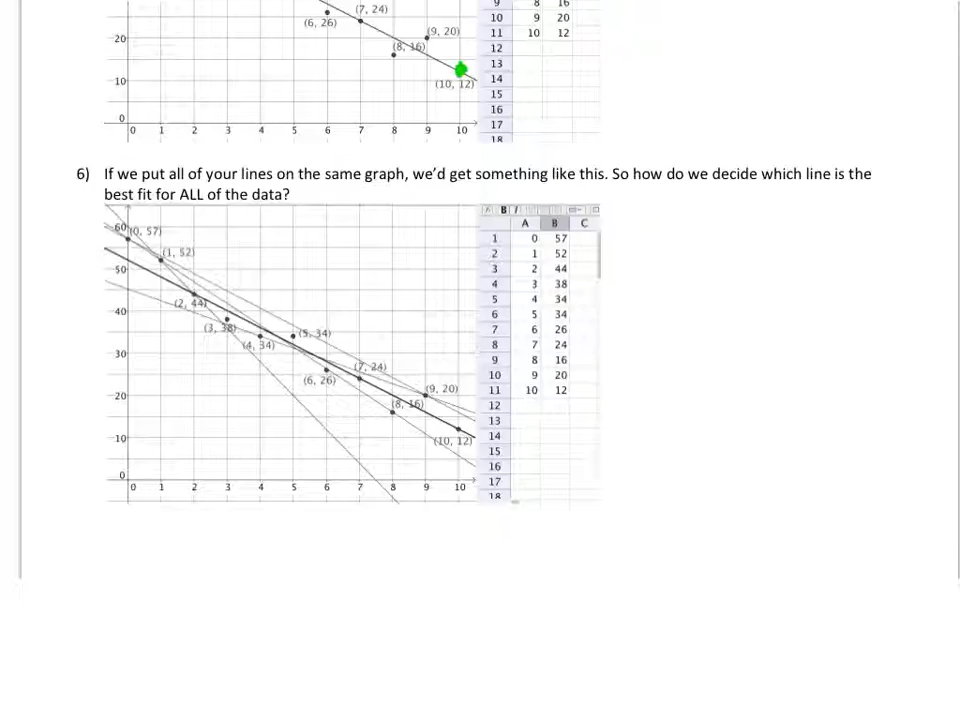 (7, 24)
(6, 26)
(9, 20)
(8, 16)
(10, 12)
20
10
0
0 1 2 3 4 5 6 7 8 9 10
9 8 16
10 9 20
11 10 12
12
13
14
15
16
17
18
6) If we put all of your lines on the same graph, we'd get something like this. So how do we decide which line is the
best fit for ALL of the data?
60
50
40
30
20
10
0
(0, 57)
(1, 52)
(2, 44)
(3, 38)
(4, 34)
(5, 34)
(6, 26)
(7, 24)
(8, 16)
(9, 20)
(10, 12)
0 1 2 3 4 5 6 7 8 9 10
B I
A B C
1 0 57
2 1 52
3 2 44
4 3 38
5 4 34
6 5 34
7 6 26
8 7 24
9 8 16
10 9 20
11 10 12
12
13
14
15
16
17
18